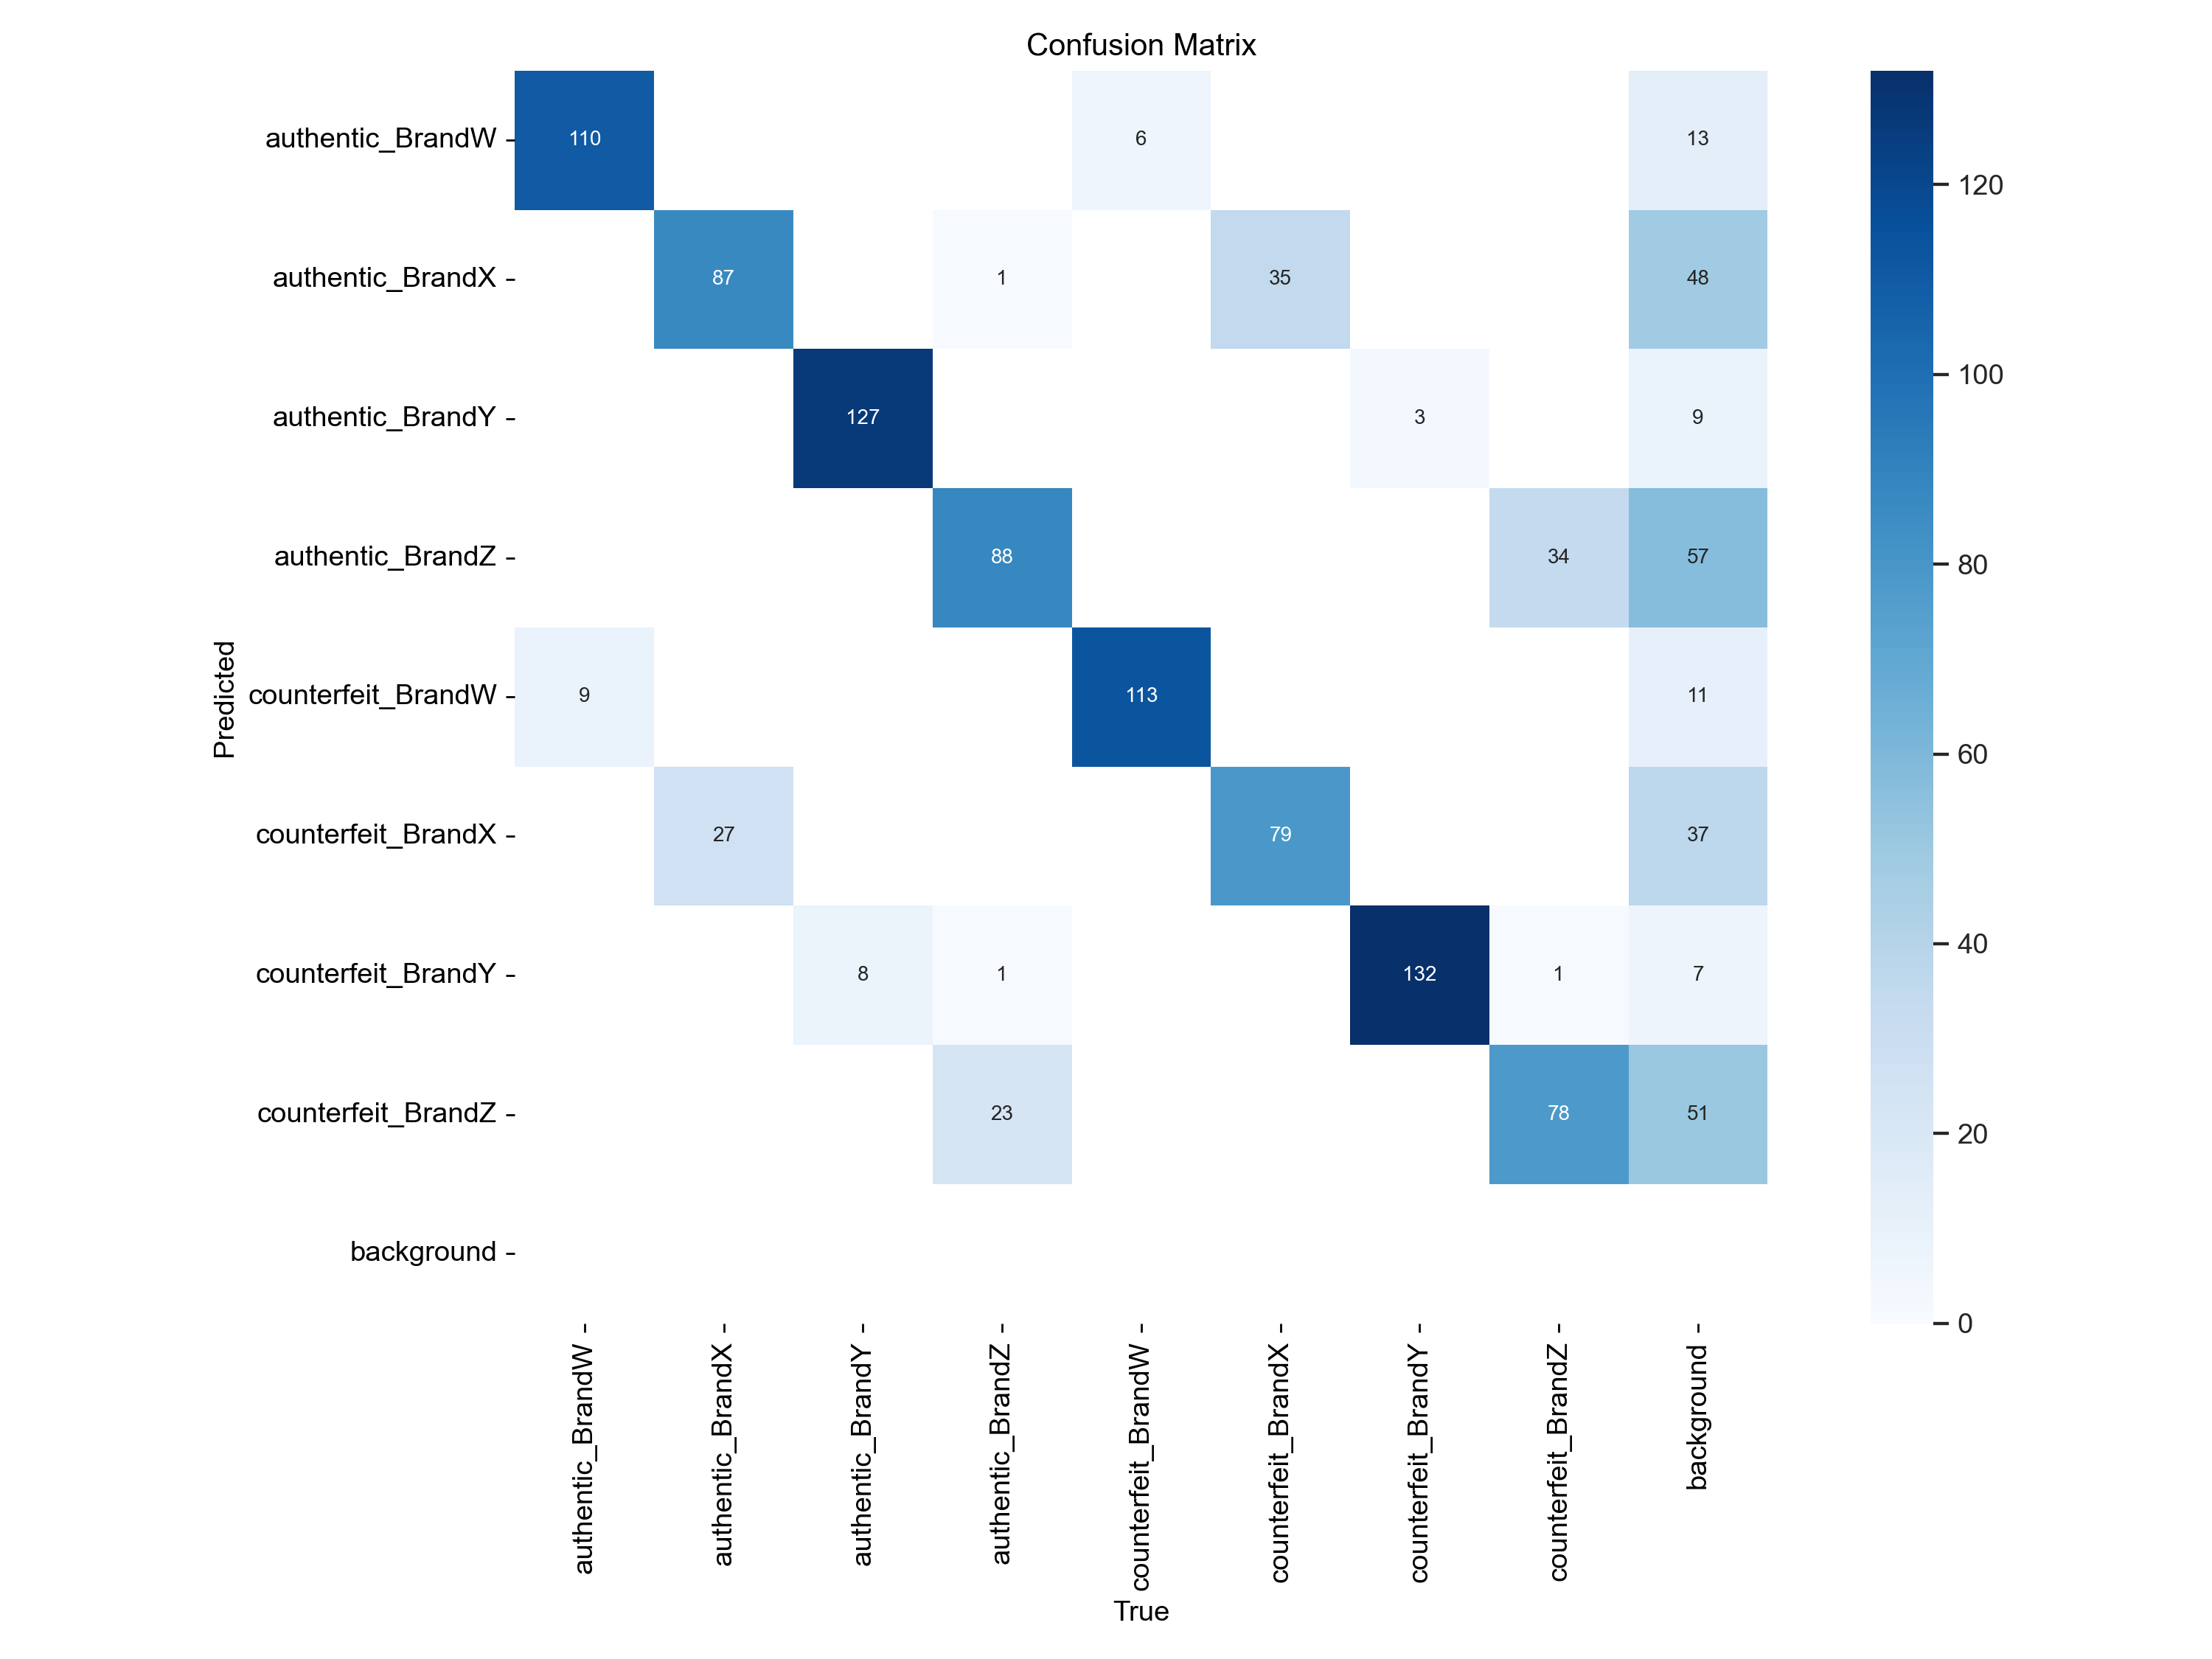 Confusion Matrix
authentic_BrandW 110 6 13
authentic_BrandX 87 1 35 48
authentic_BrandY 127 3 9
authentic_BrandZ 88 34 57
counterfeit_BrandW 9 113 11
counterfeit_BrandX 27 79 37
counterfeit_BrandY 8 1 132 1 7
counterfeit_BrandZ 23 78 51
background
Predicted
authentic_BrandW
authentic_BrandX
authentic_BrandY
authentic_BrandZ
counterfeit_BrandW
counterfeit_BrandX
counterfeit_BrandY
counterfeit_BrandZ
background
True
120
100
80
60
40
20
0